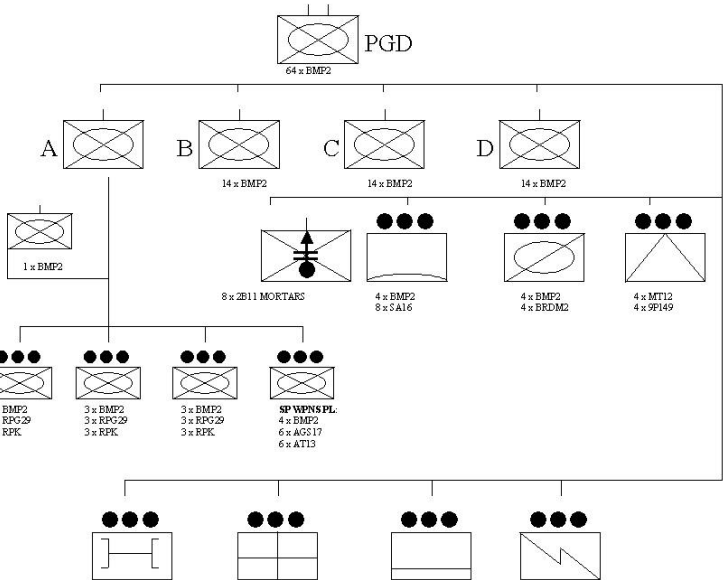 PGD
64 x BMP2
A
B
C
D
14 x BMP2
14 x BMP2
14 x BMP2
1 x BMP2
8 x 2B11 MORTARS
4 x BMP2
8 x SA16
4 x BMP2
4 x BRDM2
4 x MT12
4 x 9P149
BMP2
RPG29
RPK
3 x BMP2
3 x RPG29
3 x RPK
3 x BMP2
3 x RPG29
3 x RPK
SP WPNS PL:
4 x BMP2
6 x AGS17
6 x AT13